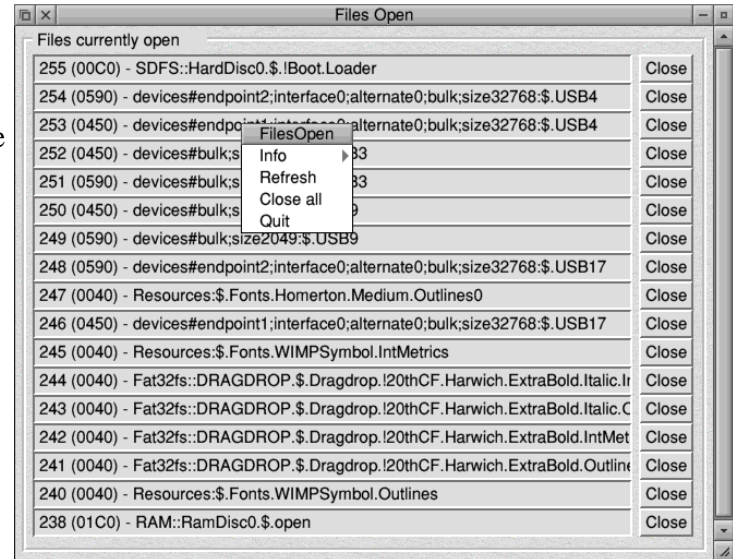 Files Open
Files currently open
255 (00C0) - SDFS::HardDisc0.$.!Boot.Loader Close
254 (0590) - devices#endpoint2;interface0;alternate0;bulk;size32768:$.USB4 Close
253 (0450) - devices#endpoint1;interface0;alternate0;bulk;size32768:$.USB4 Close
FilesOpen
252 (0450) - devices#bulk;s 33 Close
Info
251 (0590) - devices#bulk;s 33 Close
Refresh
250 (0450) - devices#bulk;s 9 Close
Close all
Quit
249 (0590) - devices#bulk;size2049:$.USB9 Close
248 (0590) - devices#endpoint2;interface0;alternate0;bulk;size32768:$.USB17 Close
247 (0040) - Resources:$.Fonts.Homerton.Medium.Outlines0 Close
246 (0450) - devices#endpoint1;interface0;alternate0;bulk;size32768:$.USB17 Close
245 (0040) - Resources:$.Fonts.WIMPSymbol.IntMetrics Close
244 (0040) - Fat32fs::DRAGDROP.$.Dragdrop.!20thCF.Harwich.ExtraBold.Italic.Ir Close
243 (0040) - Fat32fs::DRAGDROP.$.Dragdrop.!20thCF.Harwich.ExtraBold.Italic.C Close
242 (0040) - Fat32fs::DRAGDROP.$.Dragdrop.!20thCF.Harwich.ExtraBold.IntMet Close
241 (0040) - Fat32fs::DRAGDROP.$.Dragdrop.!20thCF.Harwich.ExtraBold.Outline Close
240 (0040) - Resources:$.Fonts.WIMPSymbol.Outlines Close
238 (01C0) - RAM::RamDisc0.$.open Close